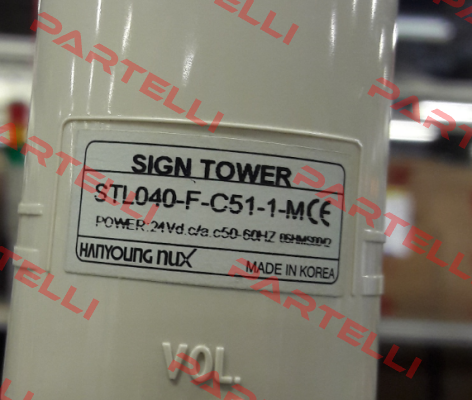 PARTELLI
SIGN TOWER
STL040-F-C51-1-M CE
POWER:24Vd.c/a.c50-60HZ
HANYOUNG nux MADE IN KOREA
VOL.